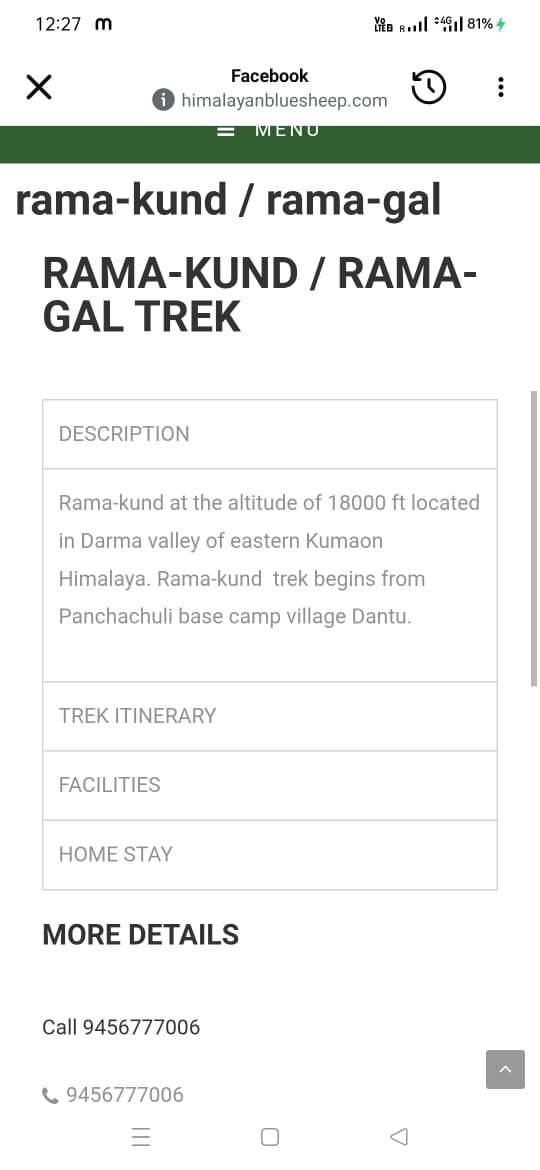 12:27 m
Vo LTED R 4G 81%
Facebook
himalayanbluesheep.com
MENU
rama-kund / rama-gal
RAMA-KUND / RAMA-
GAL TREK
DESCRIPTION
Rama-kund at the altitude of 18000 ft located
in Darma valley of eastern Kumaon
Himalaya. Rama-kund trek begins from
Panchachuli base camp village Dantu.
TREK ITINERARY
FACILITIES
HOME STAY
MORE DETAILS
Call 9456777006
9456777006